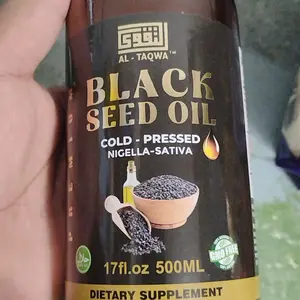 التقوى
AL - TAQWA™
BLACK
SEED OIL
COLD - PRESSED
NIGELLA-SATIVA
17fl.oz 500ML
DIETARY SUPPLEMENT